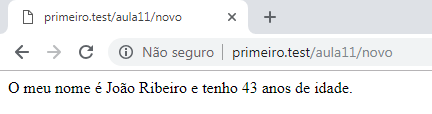 primeiro.test/aula11/novo
Não seguro | primeiro.test/aula11/novo
O meu nome é João Ribeiro e tenho 43 anos de idade.